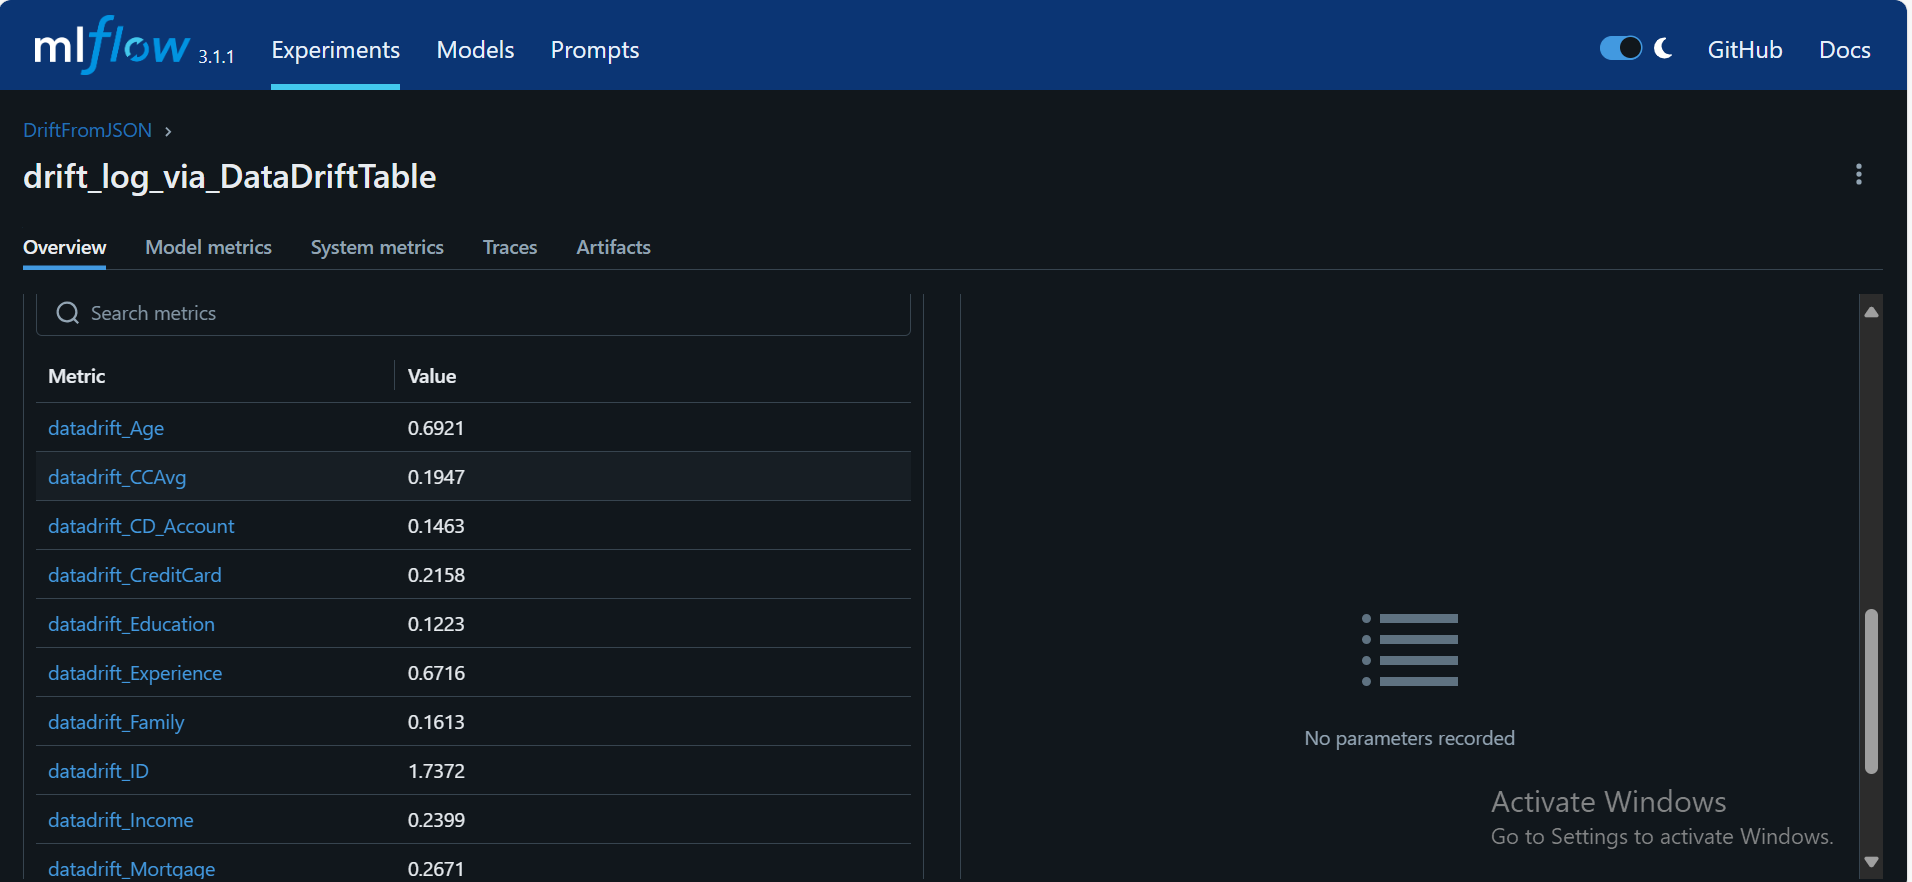 mlflow 3.1.1 Experiments Models Prompts GitHub Docs
DriftFromJSON ›
drift_log_via_DataDriftTable
Overview Model metrics System metrics Traces Artifacts
Search metrics
Metric Value
datadrift_Age 0.6921
datadrift_CCAvg 0.1947
datadrift_CD_Account 0.1463
datadrift_CreditCard 0.2158
datadrift_Education 0.1223
datadrift_Experience 0.6716
datadrift_Family 0.1613
datadrift_ID 1.7372
datadrift_Income 0.2399
datadrift_Mortgage 0.2671
No parameters recorded
Activate Windows
Go to Settings to activate Windows.